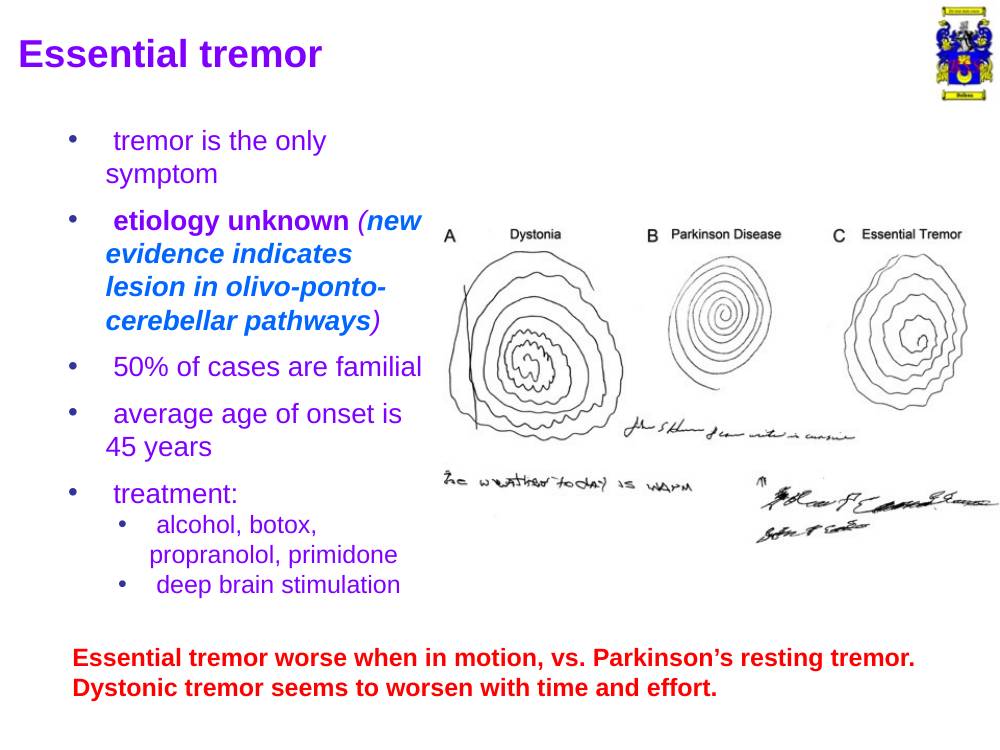 Essential tremor
• tremor is the only
symptom
• etiology unknown (new
evidence indicates
lesion in olivo-ponto-
cerebellar pathways)
• 50% of cases are familial
• average age of onset is
45 years
• treatment:
• alcohol, botox,
propranolol, primidone
• deep brain stimulation
A Dystonia
B Parkinson Disease
C Essential Tremor
weather today is warm
Essential tremor worse when in motion, vs. Parkinson’s resting tremor.
Dystonic tremor seems to worsen with time and effort.